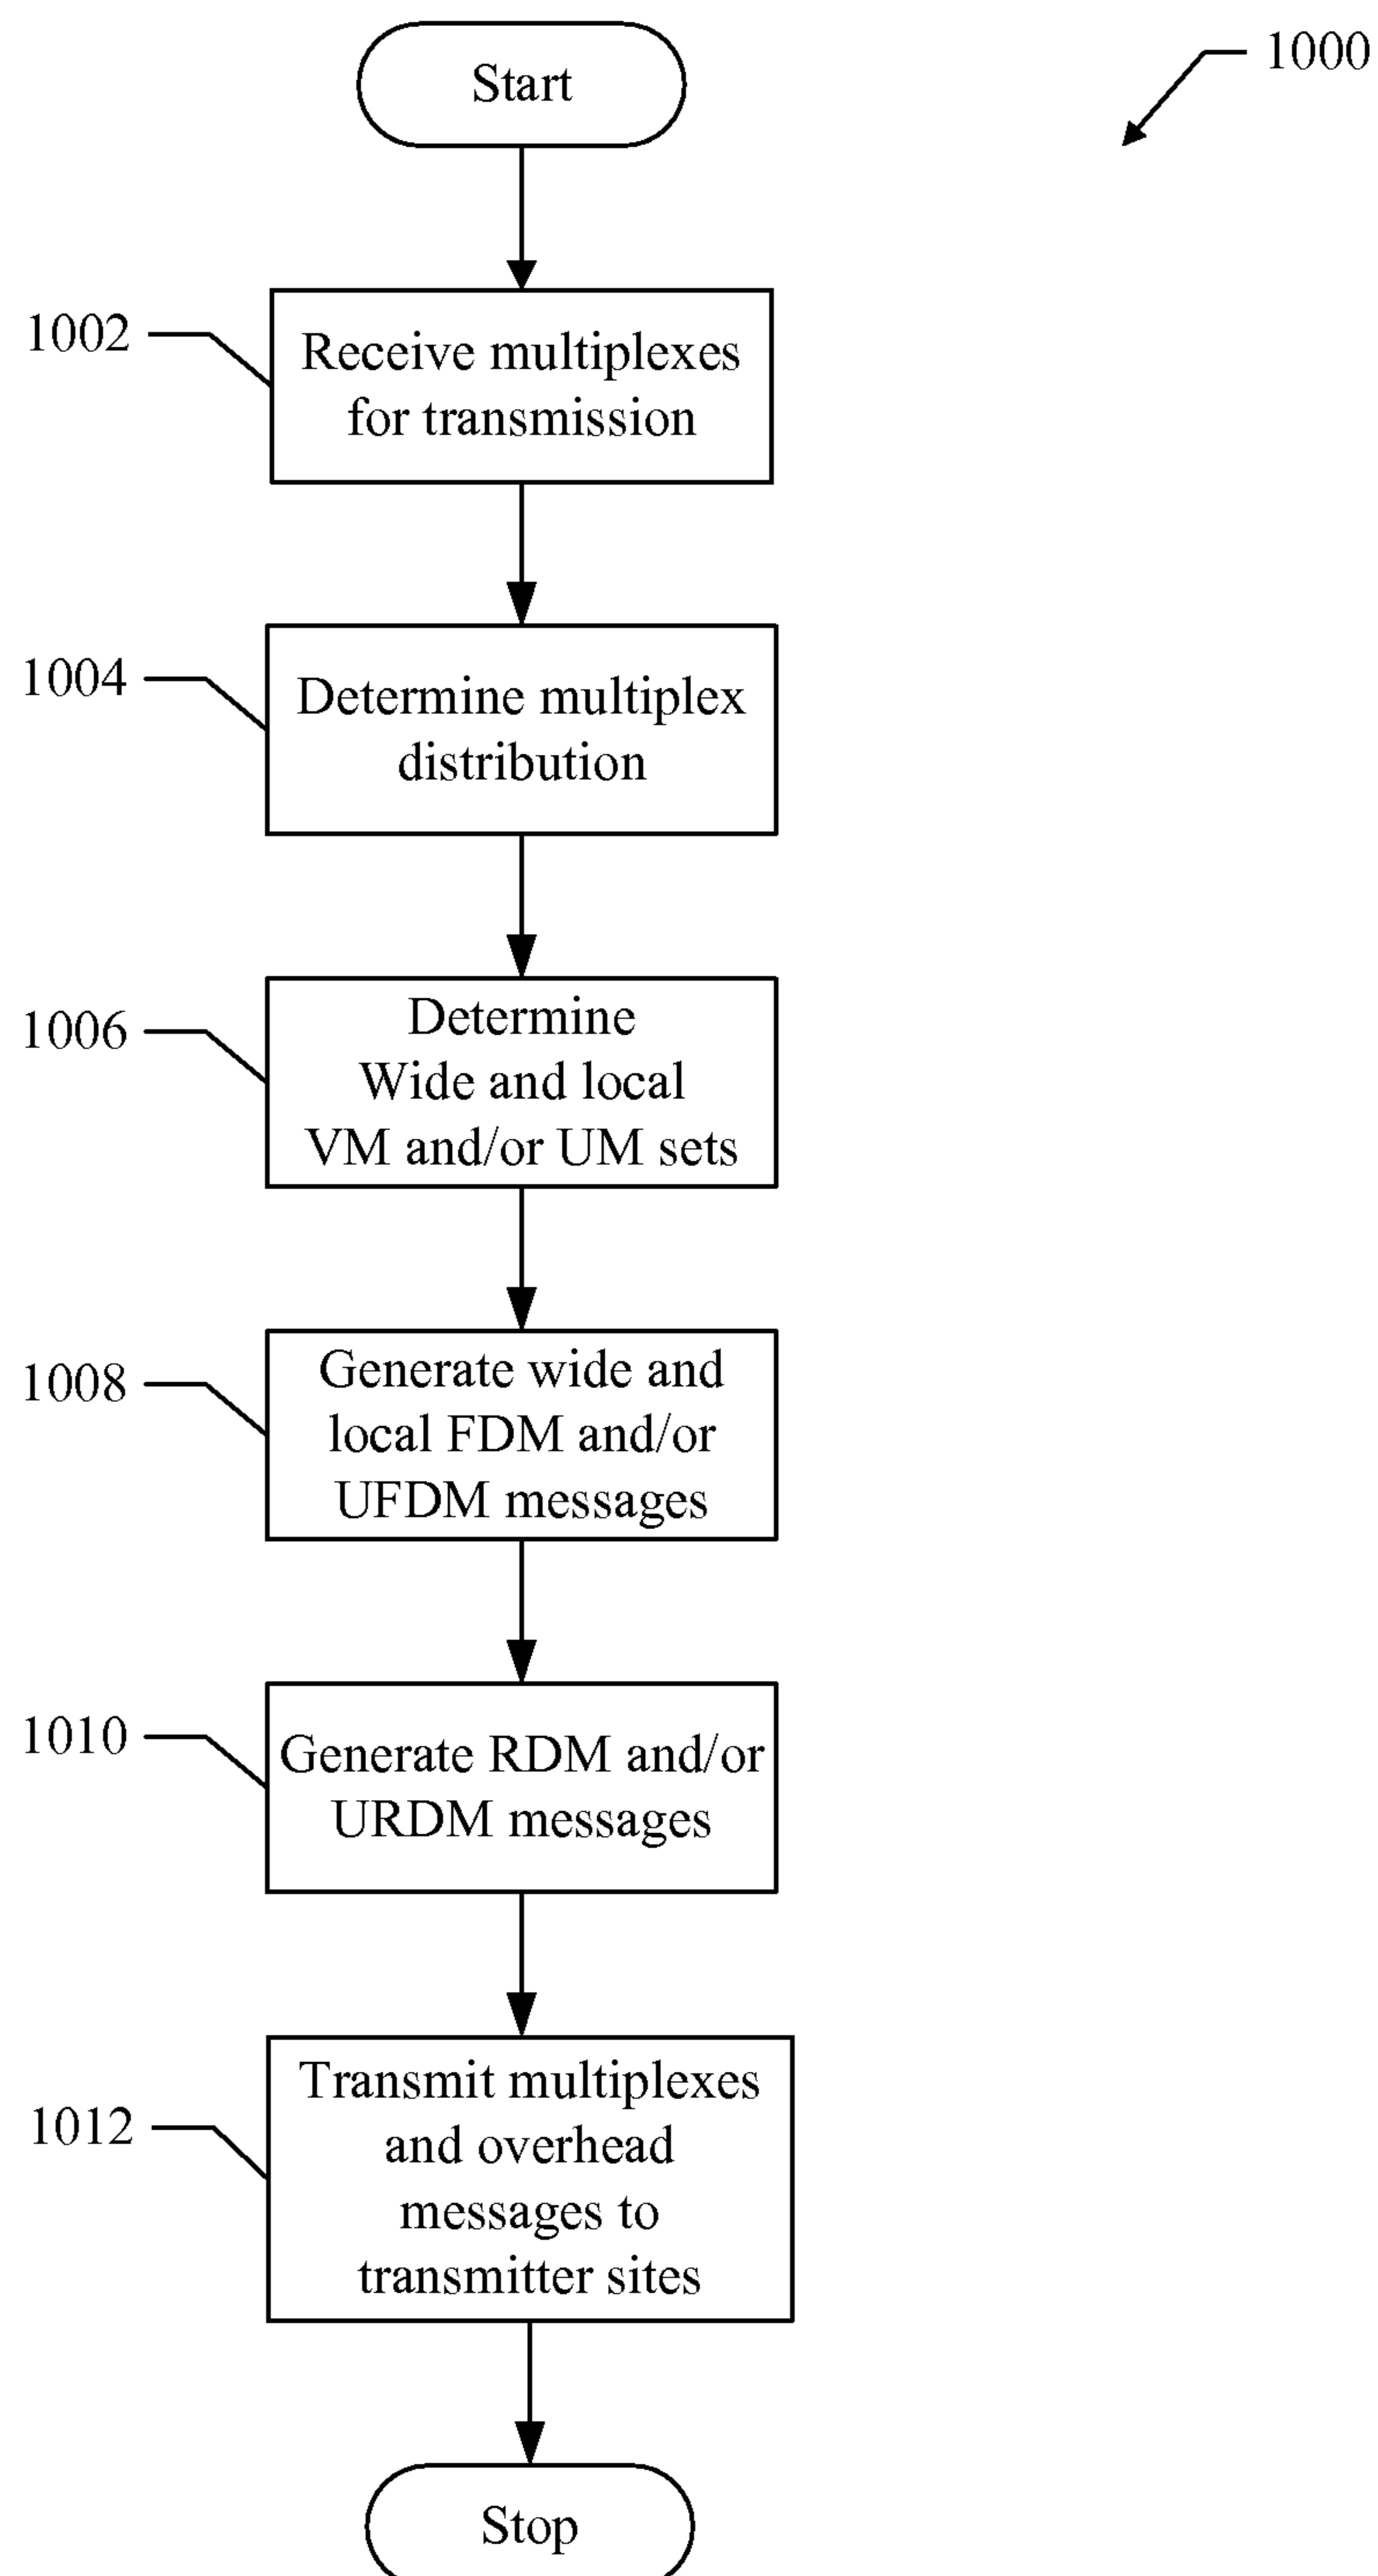 Start
1000
1002
Receive multiplexes
for transmission
1004
Determine multiplex
distribution
1006
Determine
Wide and local
VM and/or UM sets
1008
Generate wide and
local FDM and/or
UFDM messages
1010
Generate RDM and/or
URDM messages
1012
Transmit multiplexes
and overhead
messages to
transmitter sites
Stop